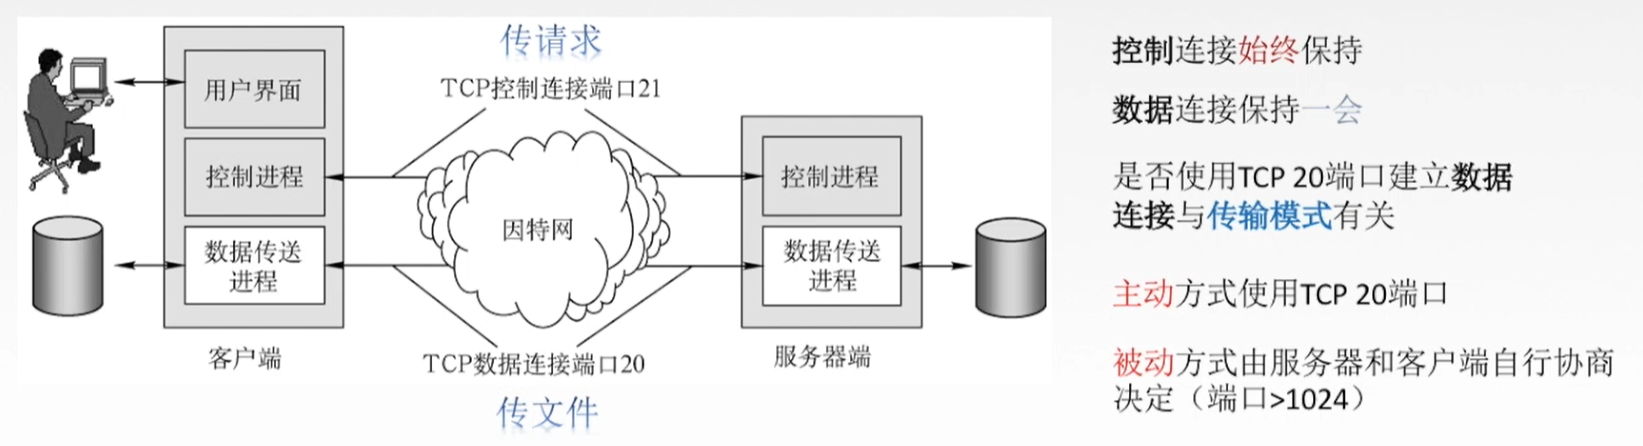 传请求
TCP控制连接端口21
用户界面
控制进程
数据传送
进程
客户端
因特网
控制进程
数据传送
进程
服务器端
TCP数据连接端口20
传文件
控制连接始终保持
数据连接保持一会
是否使用TCP 20端口建立数据
连接与传输模式有关
主动方式使用TCP 20端口
被动方式由服务器和客户端自行协商
决定（端口>1024）